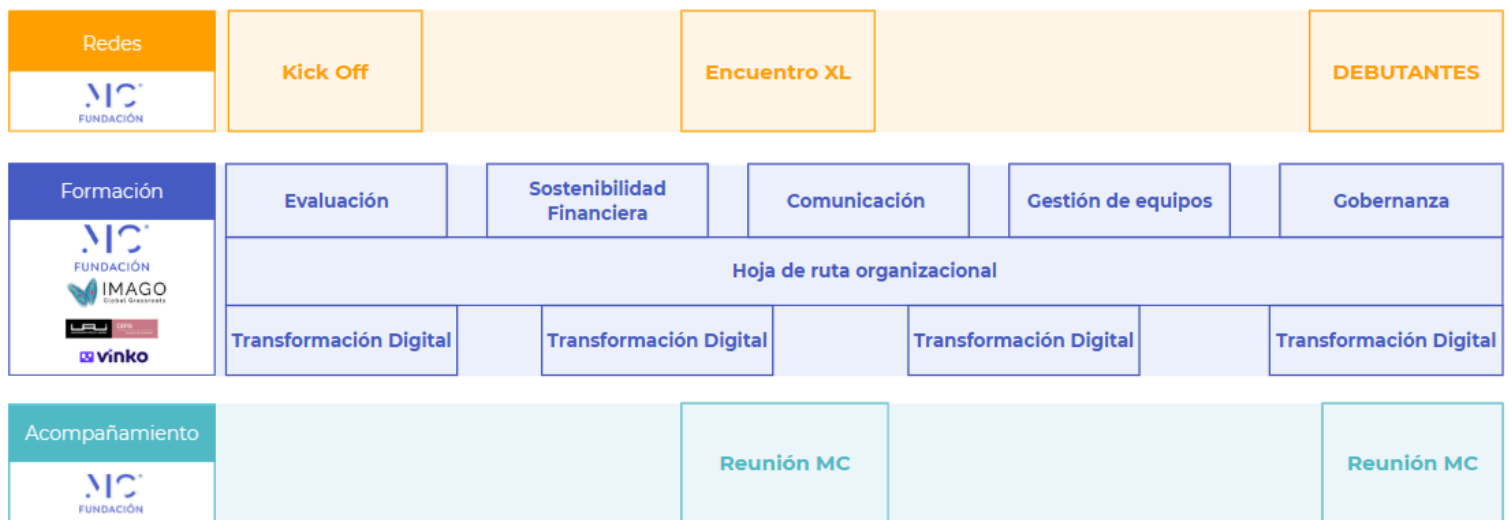 Redes
MC
FUNDACIÓN
Kick Off
Encuentro XL
DEBUTANTES
Formación
MC
FUNDACIÓN
IMAGO
Global Grassroots
vinko
Evaluación
Sostenibilidad
Financiera
Comunicación
Gestión de equipos
Gobernanza
Hoja de ruta organizacional
Transformación Digital
Transformación Digital
Transformación Digital
Transformación Digital
Acompañamiento
MC
FUNDACIÓN
Reunión MC
Reunión MC